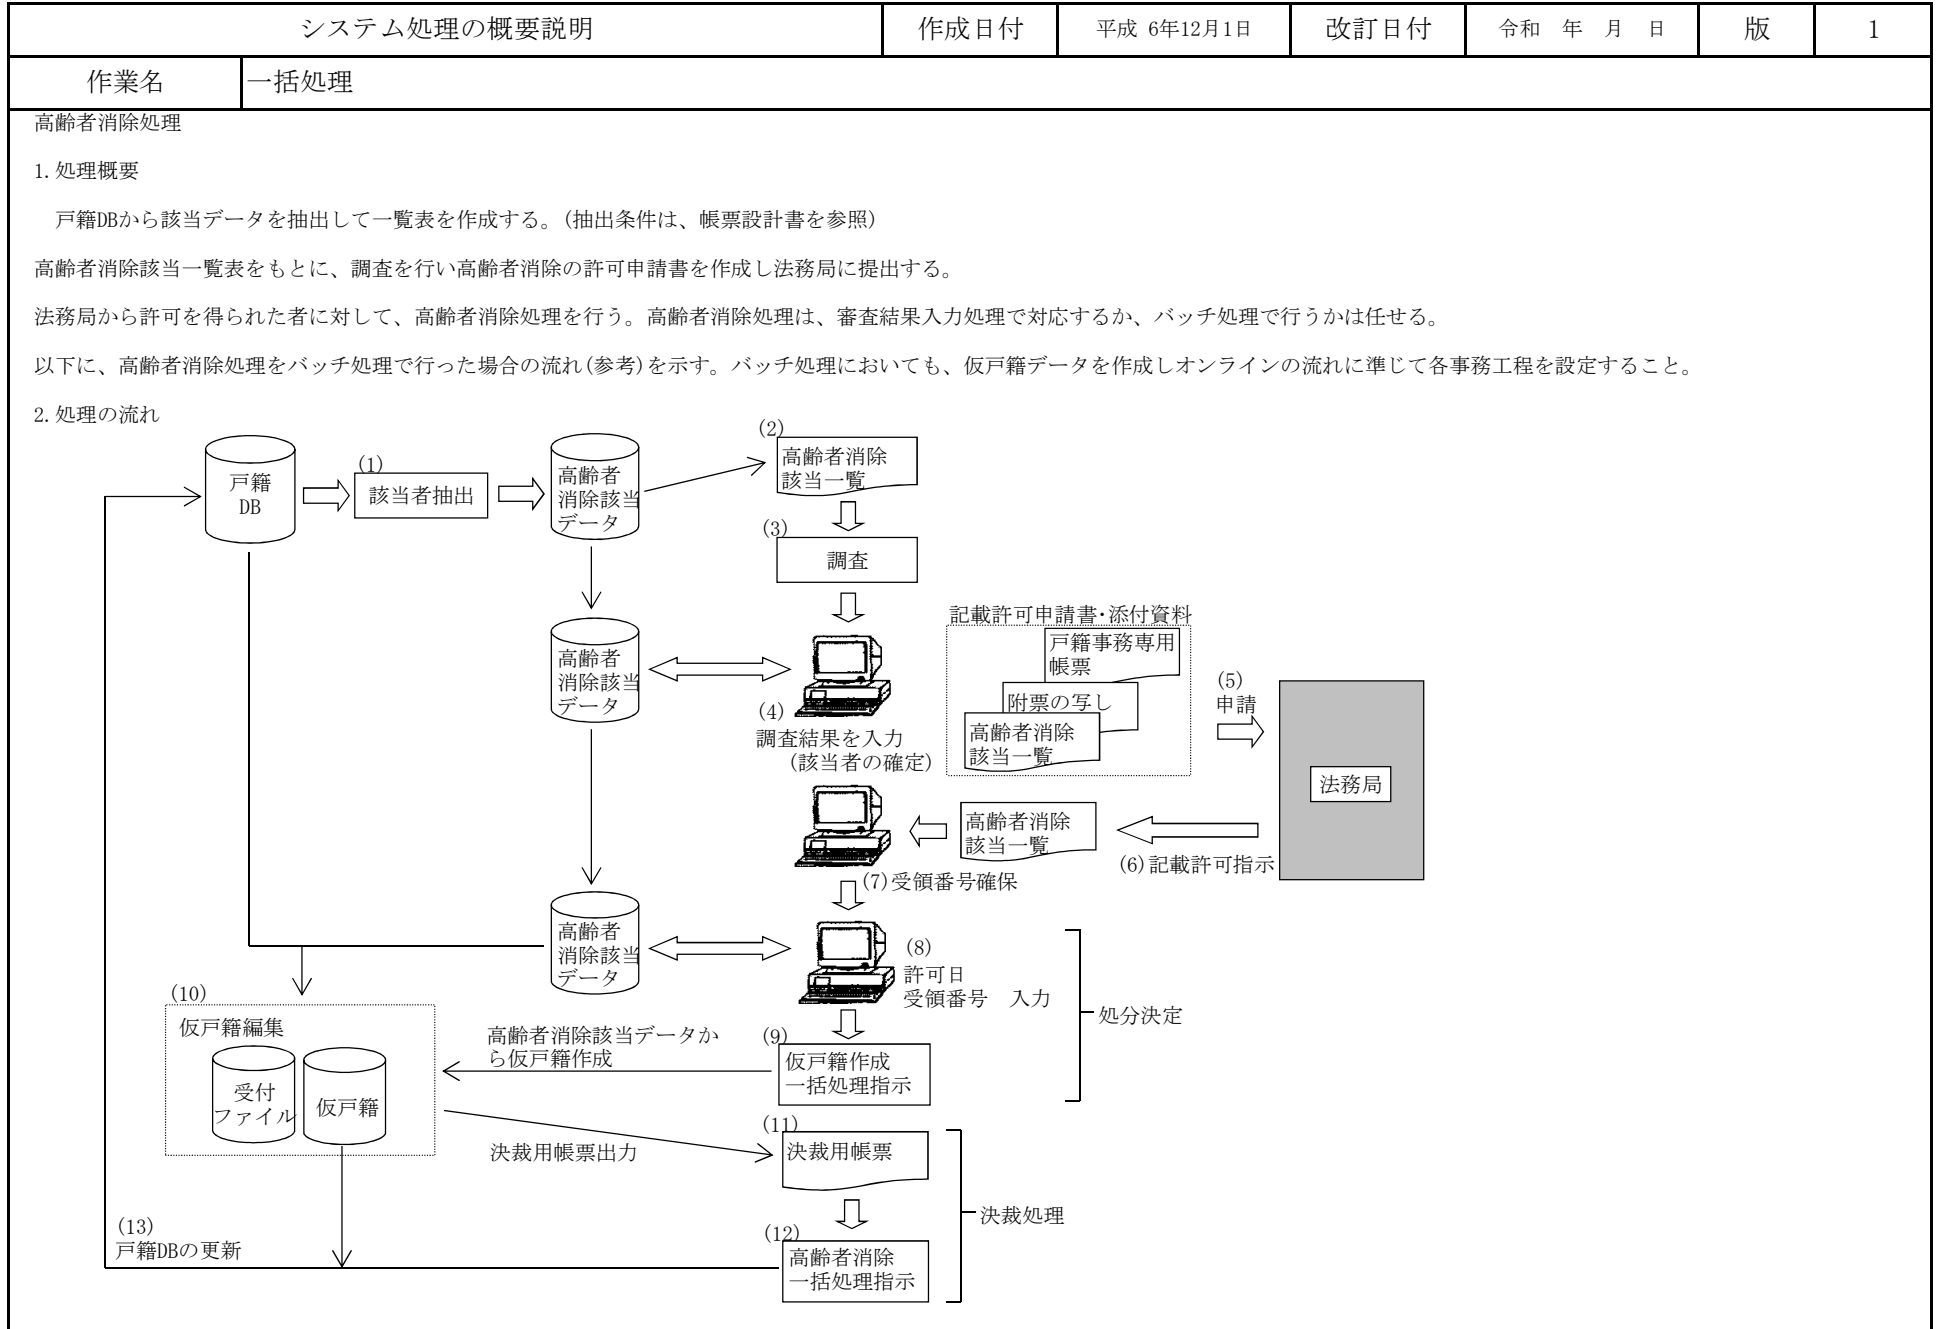 システム処理の概要説明 作成日付 平成 6年12月1日 改訂日付 令和 年 月 日 版 1
作業名 一括処理
高齢者消除処理
1.処理概要
戸籍DBから該当データを抽出して一覧表を作成する。(抽出条件は、帳票設計書を参照)
高齢者消除該当一覧表をもとに、調査を行い高齢者消除の許可申請書を作成し法務局に提出する。
法務局から許可を得られた者に対して、高齢者消除処理を行う。高齢者消除処理は、審査結果入力処理で対応するか、バッチ処理で行うかは任せる。
以下に、高齢者消除処理をバッチ処理で行った場合の流れ(参考)を示す。バッチ処理においても、仮戸籍データを作成しオンラインの流れに準じて各事務工程を設定すること。
2.処理の流れ
戸籍
DB
(1)
該当者抽出
高齢者
消除該当
データ
(2)
高齢者消除
該当一覧
(3)
調査
高齢者
消除該当
データ
(4)
調査結果を入力
(該当者の確定)
記載許可申請書・添付資料
戸籍事務専用
帳票
附票の写し
高齢者消除
該当一覧
(5)
申請
法務局
高齢者消除
該当一覧
(6)記載許可指示
(7)受領番号確保
高齢者
消除該当
データ
(8)
許可日
受領番号 入力
処分決定
(9)
仮戸籍作成
一括処理指示
高齢者消除該当データか
ら仮戸籍作成
(10)
仮戸籍編集
受付
ファイル
仮戸籍
決裁用帳票出力
(11)
決裁用帳票
決裁処理
(12)
高齢者消除
一括処理指示
(13)
戸籍DBの更新